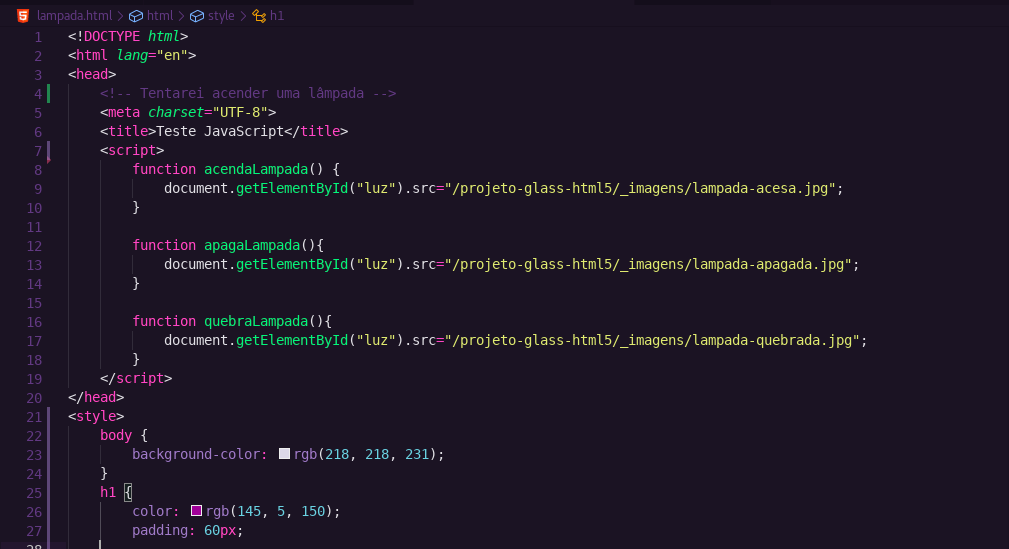 lampada.html > html > style > h1
1 <!DOCTYPE html>
2 <html lang="en">
3 <head>
4 <!-- Tentarei acender uma lâmpada -->
5 <meta charset="UTF-8">
6 <title>Teste JavaScript</title>
7 <script>
8 function acendaLampada() {
9 document.getElementById("luz").src="/projeto-glass-html5/_imagens/lampada-acesa.jpg";
10 }
11
12 function apagaLampada(){
13 document.getElementById("luz").src="/projeto-glass-html5/_imagens/lampada-apagada.jpg";
14 }
15
16 function quebraLampada(){
17 document.getElementById("luz").src="/projeto-glass-html5/_imagens/lampada-quebrada.jpg";
18 }
19 </script>
20 </head>
21 <style>
22 body {
23 background-color: rgb(218, 218, 231);
24 }
25 h1 {
26 color: rgb(145, 5, 150);
27 padding: 60px;
28